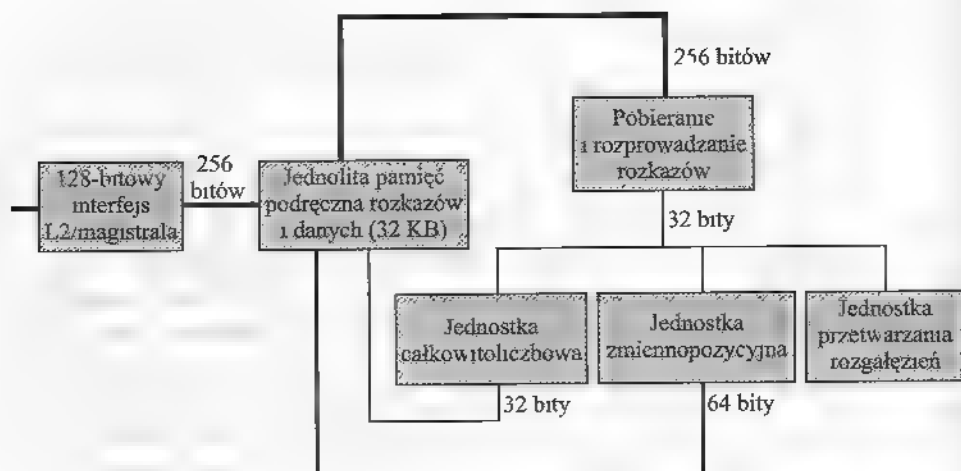 256 bitów
Pobieranie
i rozprowadzanie
rozkazów
128-bitowy
interfejs
L2/magistrala
256
bitów
Jednolita pamięć
podręczna rozkazów
i danych (32 KB)
32 bity
Jednostka
całkowitoliczbowa
Jednostka
zmiennopozycyjna
Jednostka
przetwarzania
rozgałęzień
32 bity
64 bity